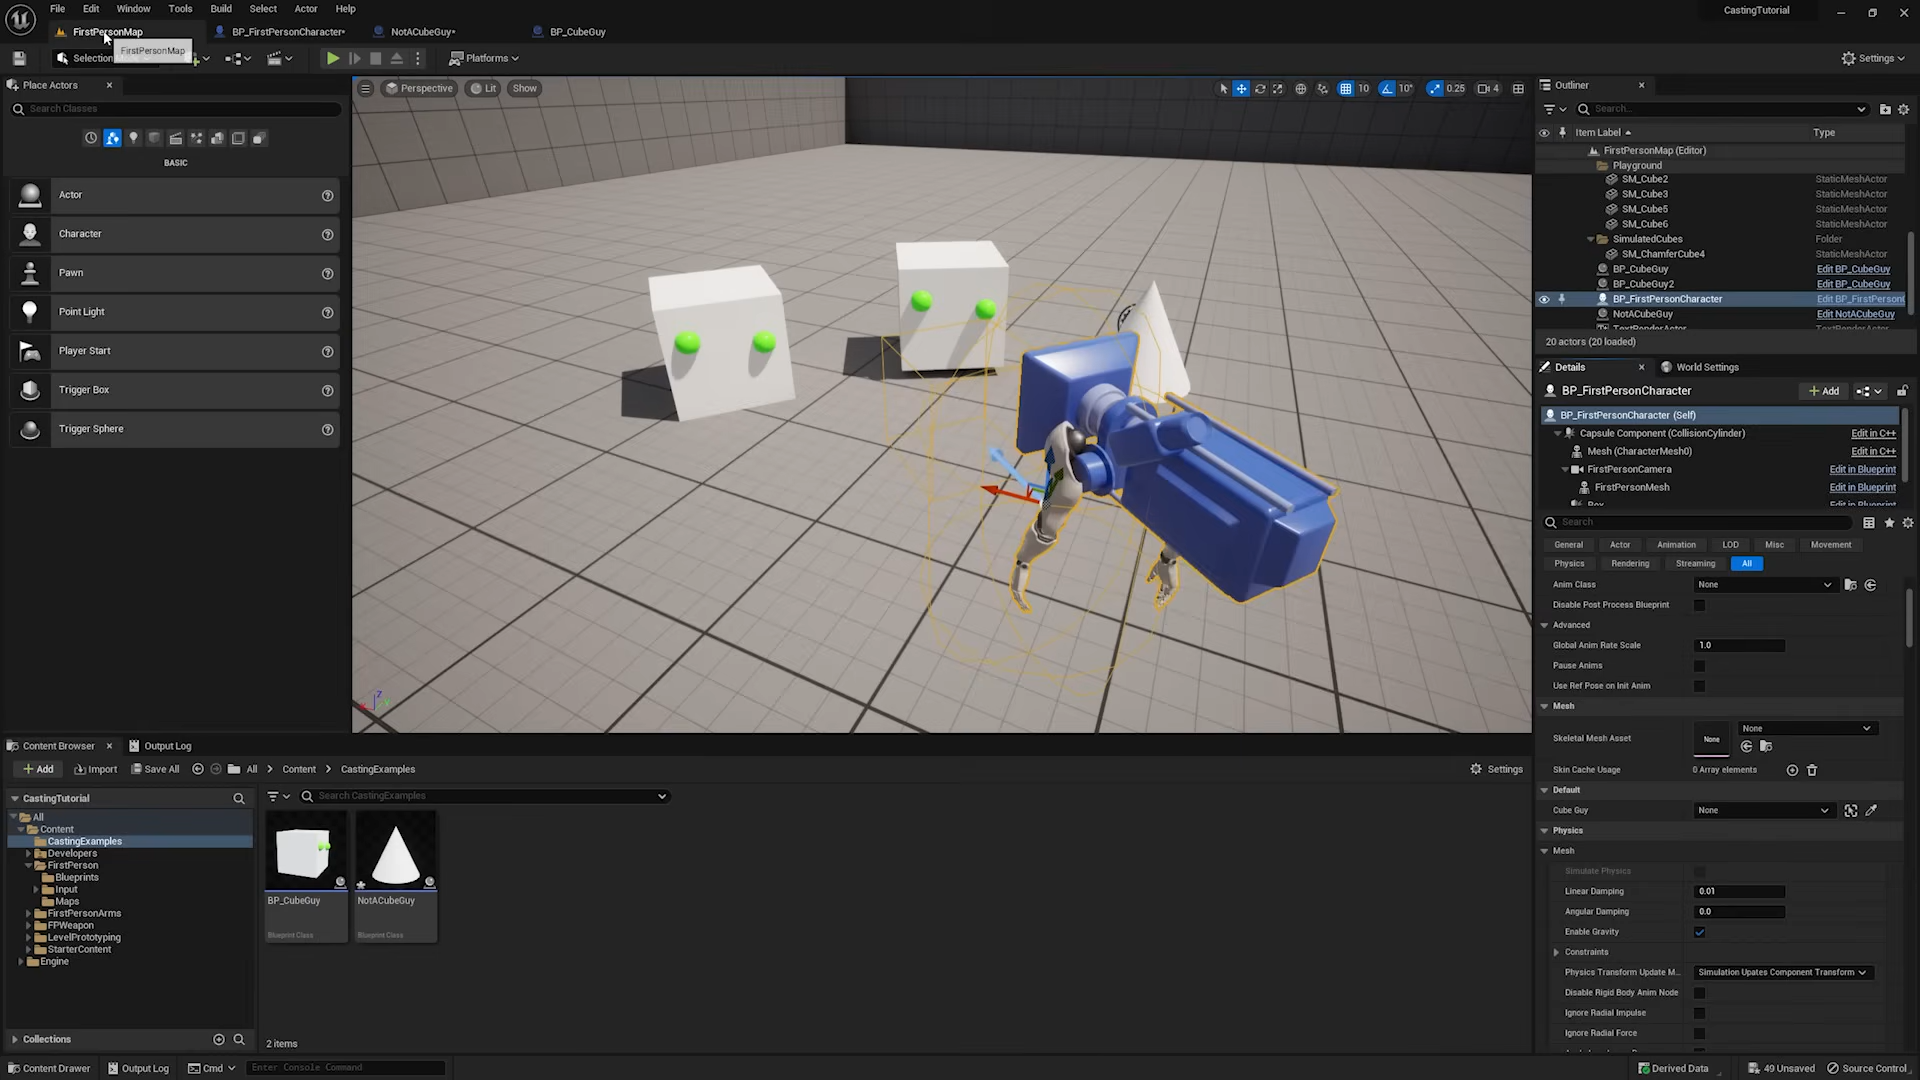 File Edit Window Tools Build Select Actor Help
CastingTutorial
FirstPersonMap
BP_FirstPersonCharacter*
NotACubeGuy*
BP_CubeGuy
FirstPersonMap
Selection
Platforms
Settings
Place Actors
Search Classes
BASIC
Actor
Character
Pawn
Point Light
Player Start
Trigger Box
Trigger Sphere
Perspective Lit Show
10 10° 0.25 4
Outliner
Search...
Item Label Type
FirstPersonMap (Editor)
Playground
SM_Cube2 StaticMeshActor
SM_Cube3 StaticMeshActor
SM_Cube5 StaticMeshActor
SM_Cube6 StaticMeshActor
SimulatedCubes Folder
SM_ChamferCube4 StaticMeshActor
BP_CubeGuy Edit BP_CubeGuy
BP_CubeGuy2 Edit BP_CubeGuy
BP_FirstPersonCharacter Edit BP_FirstPerson
NotACubeGuy Edit NotACubeGuy
TextRenderActor TextRenderActor
20 actors (20 loaded)
Details World Settings
BP_FirstPersonCharacter Add
BP_FirstPersonCharacter (Self)
Capsule Component (CollisionCylinder) Edit in C++
Mesh (CharacterMesh0) Edit in C++
FirstPersonCamera Edit in Blueprint
FirstPersonMesh Edit in Blueprint
Box Edit in Blueprint
Search
General Actor Animation LOD Misc Movement
Physics Rendering Streaming All
Anim Class None
Disable Post Process Blueprint
Advanced
Global Anim Rate Scale 1.0
Pause Anims
Use Ref Pose on Init Anim
Mesh
Skeletal Mesh Asset None None
Skin Cache Usage 0 Array elements
Default
Cube Guy None
Physics
Mesh
Simulate Physics
Linear Damping 0.01
Angular Damping 0.0
Enable Gravity
Constraints
Physics Transform Update M... Simulation Upates Component Transform
Disable Rigid Body Anim Node
Ignore Radial Impulse
Ignore Radial Force
Content Browser Output Log
Add Import Save All All Content CastingExamples Settings
CastingTutorial
Search CastingExamples
All
Content
CastingExamples
Developers
FirstPerson
Blueprints
Input
Maps
FirstPersonArms
FPWeapon
LevelPrototyping
StarterContent
Engine
BP_CubeGuy
Blueprint Class
NotACubeGuy
Blueprint Class
Collections
2 items
Content Drawer Output Log Cmd Enter Console Command
Derived Data 49 Unsaved Source Control